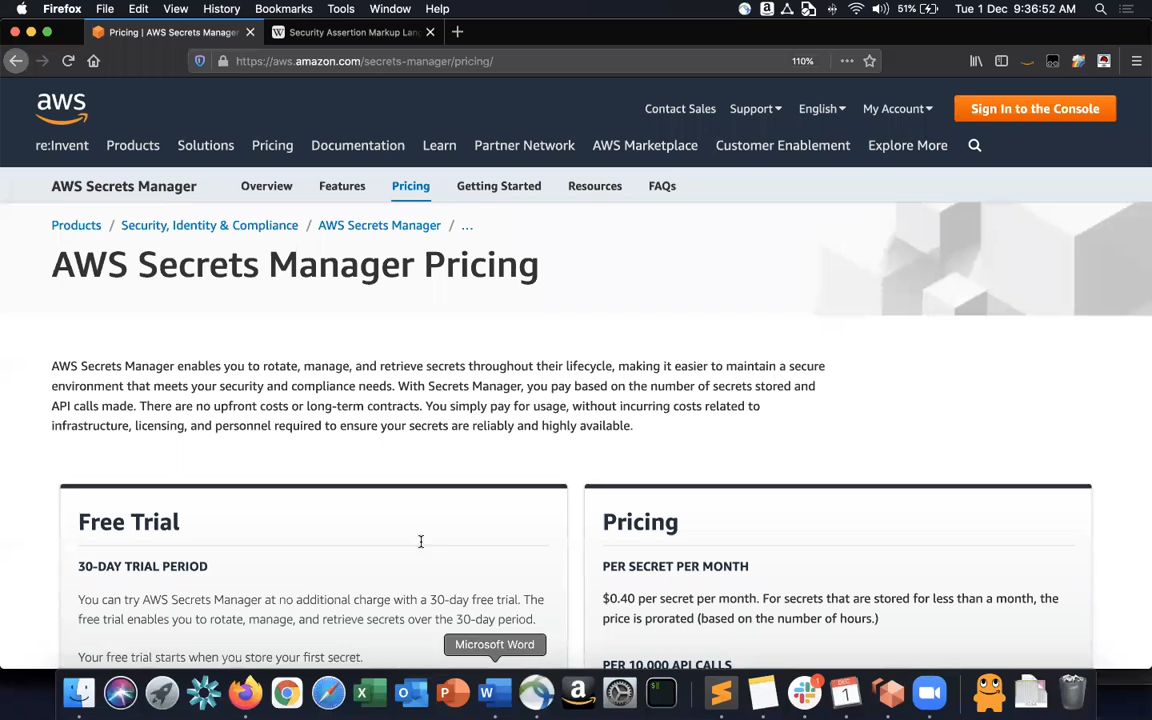 Firefox File Edit View History Bookmarks Tools Window Help 51% Tue 1 Dec 9:36:52 AM
Pricing | AWS Secrets Manager Security Assertion Markup Lan
https://aws.amazon.com/secrets-manager/pricing/ 110%
aws Contact Sales Support English My Account Sign In to the Console
re:Invent Products Solutions Pricing Documentation Learn Partner Network AWS Marketplace Customer Enablement Explore More
AWS Secrets Manager Overview Features Pricing Getting Started Resources FAQs
Products / Security, Identity & Compliance / AWS Secrets Manager / ...
AWS Secrets Manager Pricing
AWS Secrets Manager enables you to rotate, manage, and retrieve secrets throughout their lifecycle, making it easier to maintain a secure
environment that meets your security and compliance needs. With Secrets Manager, you pay based on the number of secrets stored and
API calls made. There are no upfront costs or long-term contracts. You simply pay for usage, without incurring costs related to
infrastructure, licensing, and personnel required to ensure your secrets are reliably and highly available.
Free Trial
30-DAY TRIAL PERIOD
You can try AWS Secrets Manager at no additional charge with a 30-day free trial. The
free trial enables you to rotate, manage, and retrieve secrets over the 30-day period.
Your free trial starts when you store your first secret.
Pricing
PER SECRET PER MONTH
$0.40 per secret per month. For secrets that are stored for less than a month, the
price is prorated (based on the number of hours.)
PER 10,000 API CALLS
Microsoft Word